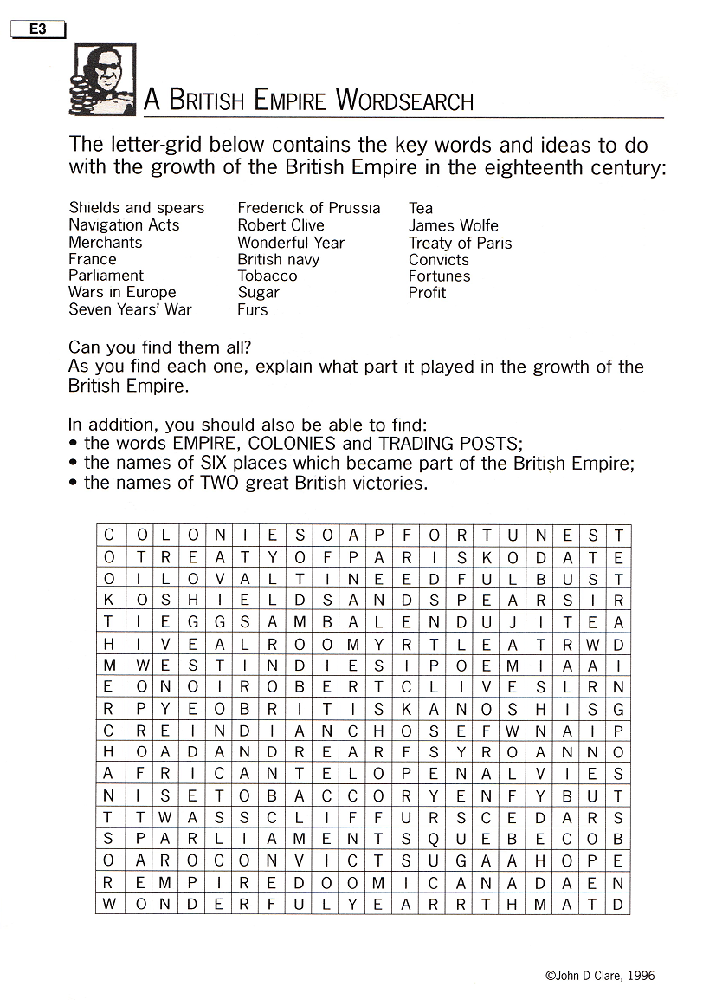 E3
A BRITISH EMPIRE WORDSEARCH
The letter-grid below contains the key words and ideas to do
with the growth of the British Empire in the eighteenth century:
Shields and spears Frederick of Prussia Tea
Navigation Acts Robert Clive James Wolfe
Merchants Wonderful Year Treaty of Paris
France British navy Convicts
Parliament Tobacco Fortunes
Wars in Europe Sugar Profit
Seven Years' War Furs
Can you find them all?
As you find each one, explain what part it played in the growth of the
British Empire.
In addition, you should also be able to find:
• the words EMPIRE, COLONIES and TRADING POSTS;
• the names of SIX places which became part of the British Empire;
• the names of TWO great British victories.
C O L O N I E S O A P F O R T U N E S T
O T R E A T Y O F P A R I S K O D A T E
O I L O V A L T I N E E D F U L B U S T
K O S H I E L D S A N D S P E A R S I R
T I E G G S A M B A L E N D U J I T E A
H I V E A L R O O M Y R T L E A T R W D
M W E S T I N D I E S I P O E M I A A I
E O N O I R O B E R T C L I V E S L R N
R P Y E O B R I T I S K A N O S H I S G
C R E I N D I A N C H O S E F W N A I P
H O A D A N D R E A R F S Y R O A N N O
A F R I C A N T E L O P E N A L V I E S
N I S E T O B A C C O R Y E N F Y B U T
T T W A S S C L I F F U R S C E D A R S
S P A R L I A M E N T S Q U E B E C O B
O A R O C O N V I C T S U G A A H O P E
R E M P I R E D O O M I C A N A D A E N
W O N D E R F U L Y E A R R T H M A T D
©John D Clare, 1996